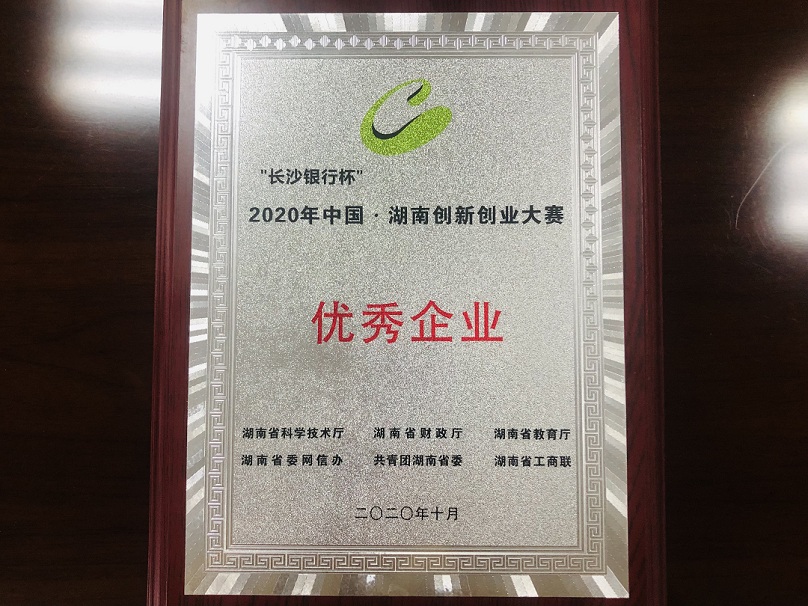 "长沙银行杯"
2020年中国·湖南创新创业大赛
优秀企业
湖南省科学技术厅 湖南省财政厅 湖南省教育厅
湖南省委网信办 共青团湖南省委 湖南省工商联
二〇二〇年十月